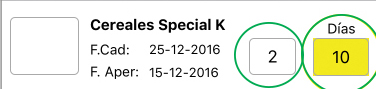 Cereales Special K
Días
F.Cad: 25-12-2016
2
10
F. Aper: 15-12-2016